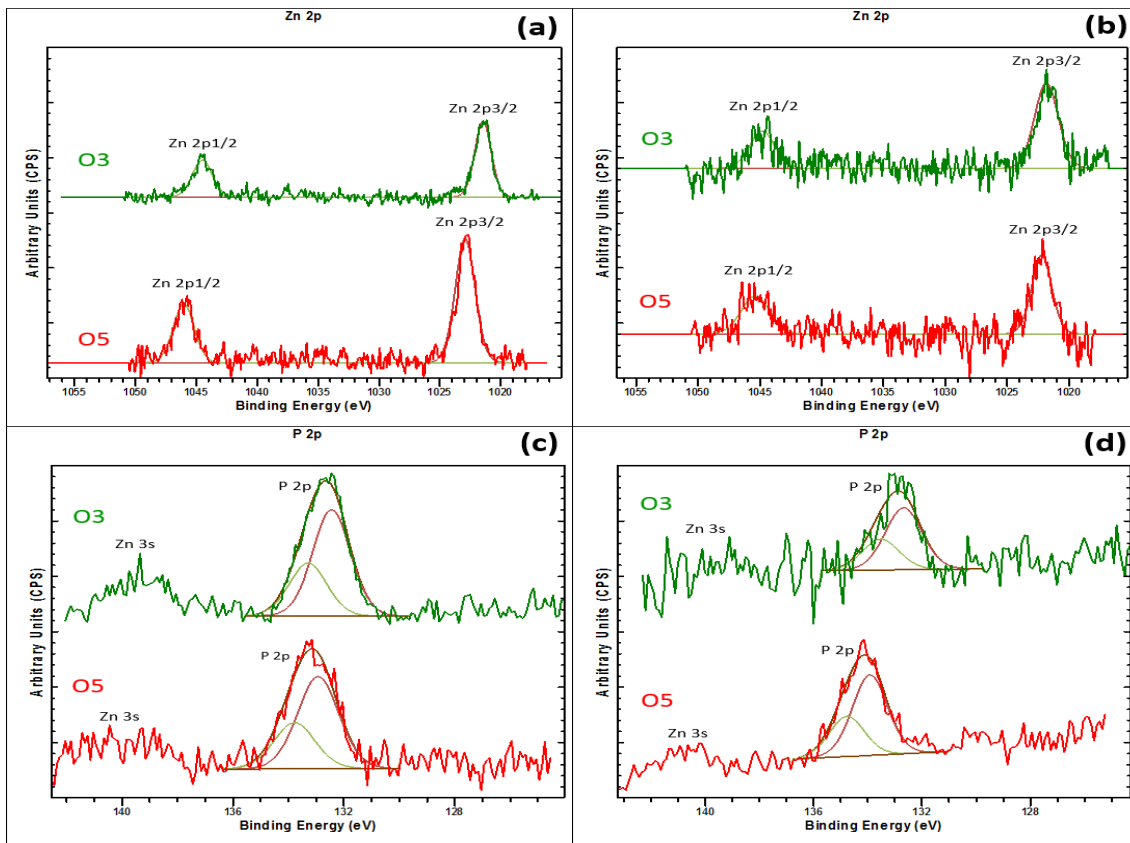 Zn 2p
(a)
Zn 2p3/2
Zn 2p1/2
O3
Zn 2p3/2
Zn 2p1/2
O5
Arbitrary Units (CPS)
1055 1050 1045 1040 1035 1030 1025 1020
Binding Energy (eV)
Zn 2p
(b)
Zn 2p3/2
Zn 2p1/2
O3
Zn 2p3/2
Zn 2p1/2
O5
Arbitrary Units (CPS)
1055 1050 1045 1040 1035 1030 1025 1020
Binding Energy (eV)
P 2p
(c)
P 2p
O3
Zn 3s
P 2p
O5
Zn 3s
Arbitrary Units (CPS)
140 136 132 128
Binding Energy (eV)
P 2p
(d)
P 2p
O3
Zn 3s
P 2p
O5
Zn 3s
Arbitrary Units (CPS)
140 136 132 128
Binding Energy (eV)